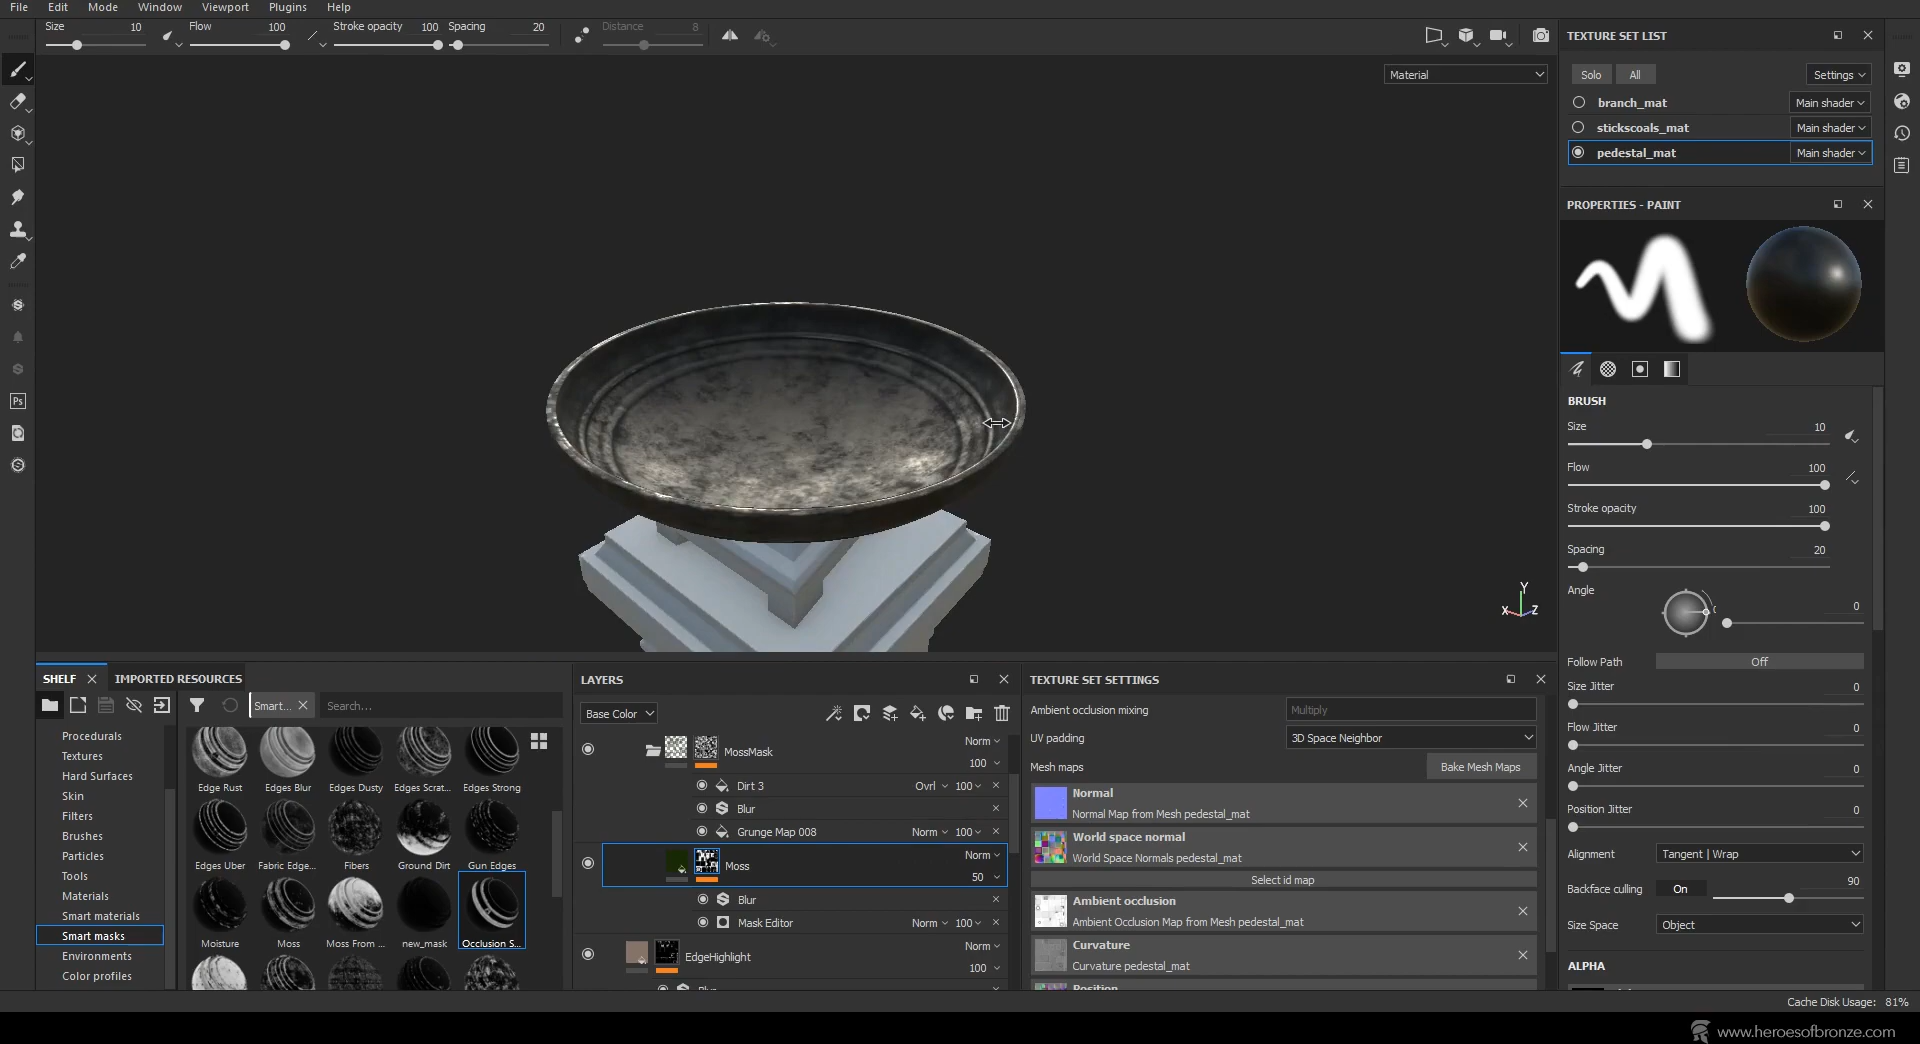 File Edit Mode Window Viewport Plugins Help
Size 10 Flow 100 Stroke opacity 100 Spacing 20 Distance 8
Material
TEXTURE SET LIST
Solo All Settings
branch_mat Main shader
stickscoals_mat Main shader
pedestal_mat Main shader
PROPERTIES - PAINT
BRUSH
Size 10
Flow 100
Stroke opacity 100
Spacing 20
Angle 0
Follow Path Off
Size Jitter 0
Flow Jitter 0
Angle Jitter 0
Position Jitter 0
Alignment Tangent | Wrap
Backface culling On 90
Size Space Object
ALPHA
Y
X Z
Ps
SHELF IMPORTED RESOURCES
Smart... Search...
Procedurals
Textures
Hard Surfaces
Skin
Filters
Brushes
Particles
Tools
Materials
Smart materials
Smart masks
Environments
Color profiles
Edge Rust Edges Blur Edges Dusty Edges Scrat... Edges Strong
Edges Uber Fabric Edge... Fibers Ground Dirt Gun Edges
Moisture Moss Moss From ... new_mask Occlusion S...
LAYERS
Base Color
MossMask Norm 100
Dirt 3 Ovrl 100
Blur
Grunge Map 008 Norm 100
Moss Norm 50
Blur
Mask Editor Norm 100
EdgeHighlight Norm 100
Blur
TEXTURE SET SETTINGS
Ambient occlusion mixing Multiply
UV padding 3D Space Neighbor
Mesh maps Bake Mesh Maps
Normal
Normal Map from Mesh pedestal_mat
World space normal
World Space Normals pedestal_mat
Select id map
Ambient occlusion
Ambient Occlusion Map from Mesh pedestal_mat
Curvature
Curvature pedestal_mat
Position
Cache Disk Usage: 81%
www.heroesofbronze.com